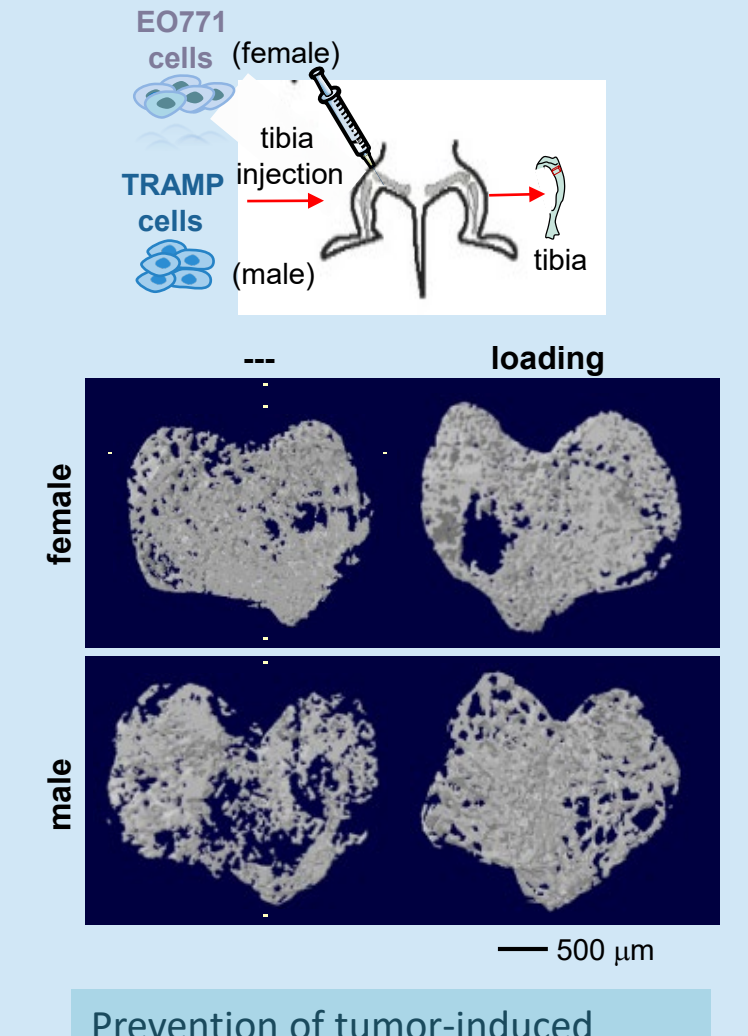 EO771
cells (female)
tibia
injection
TRAMP
cells
(male)
tibia
--- loading
female
male
500 μm
Prevention of tumor-induced